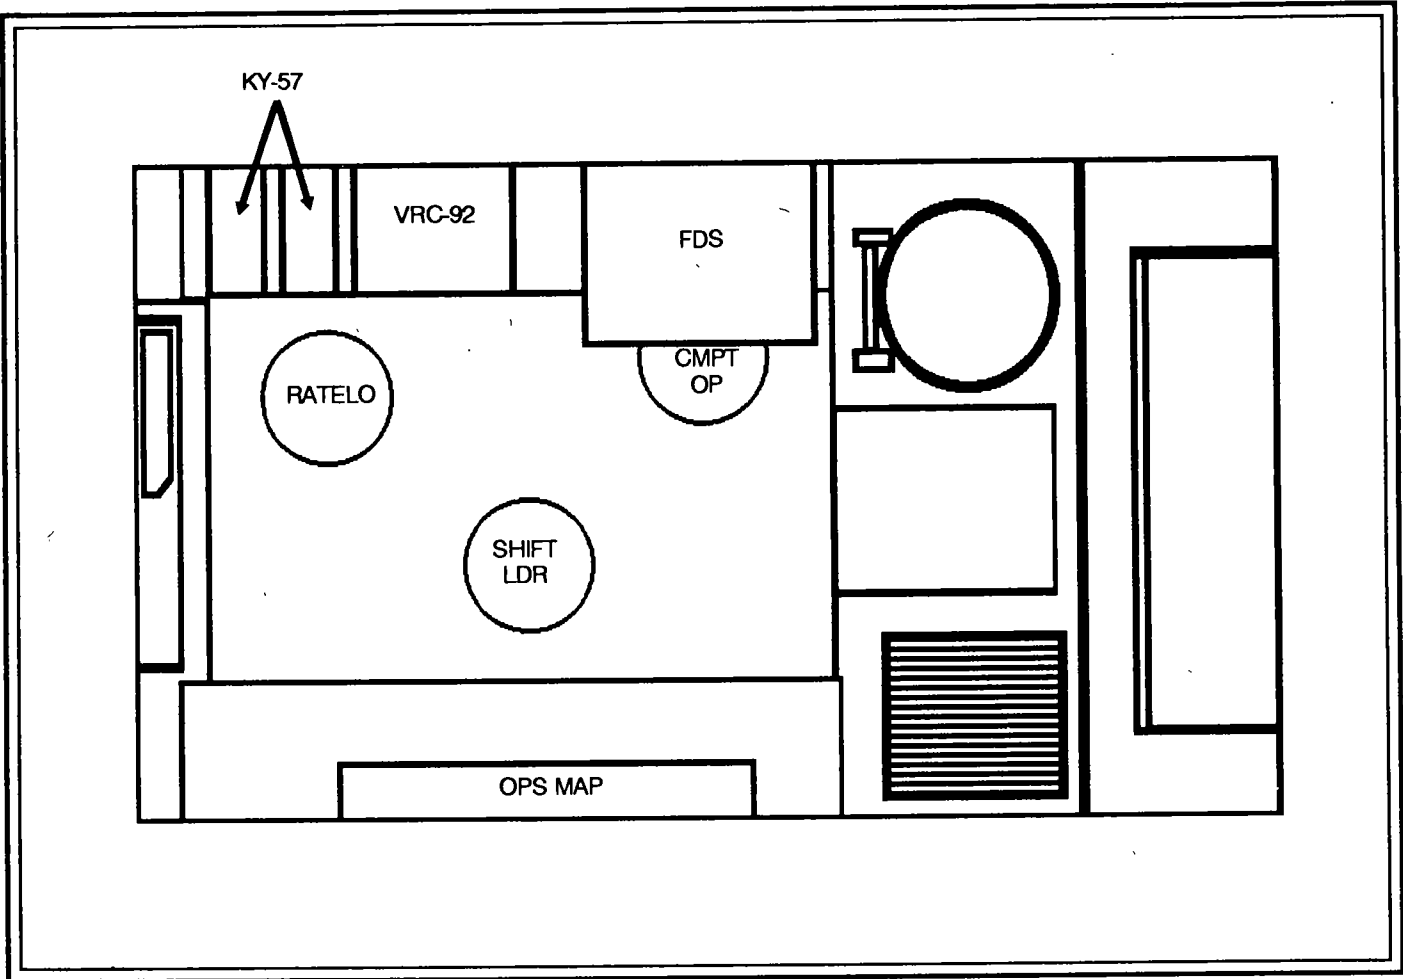 KY-57
VRC-92
FDS
CMPT
OP
RATELO
SHIFT
LDR
OPS MAP